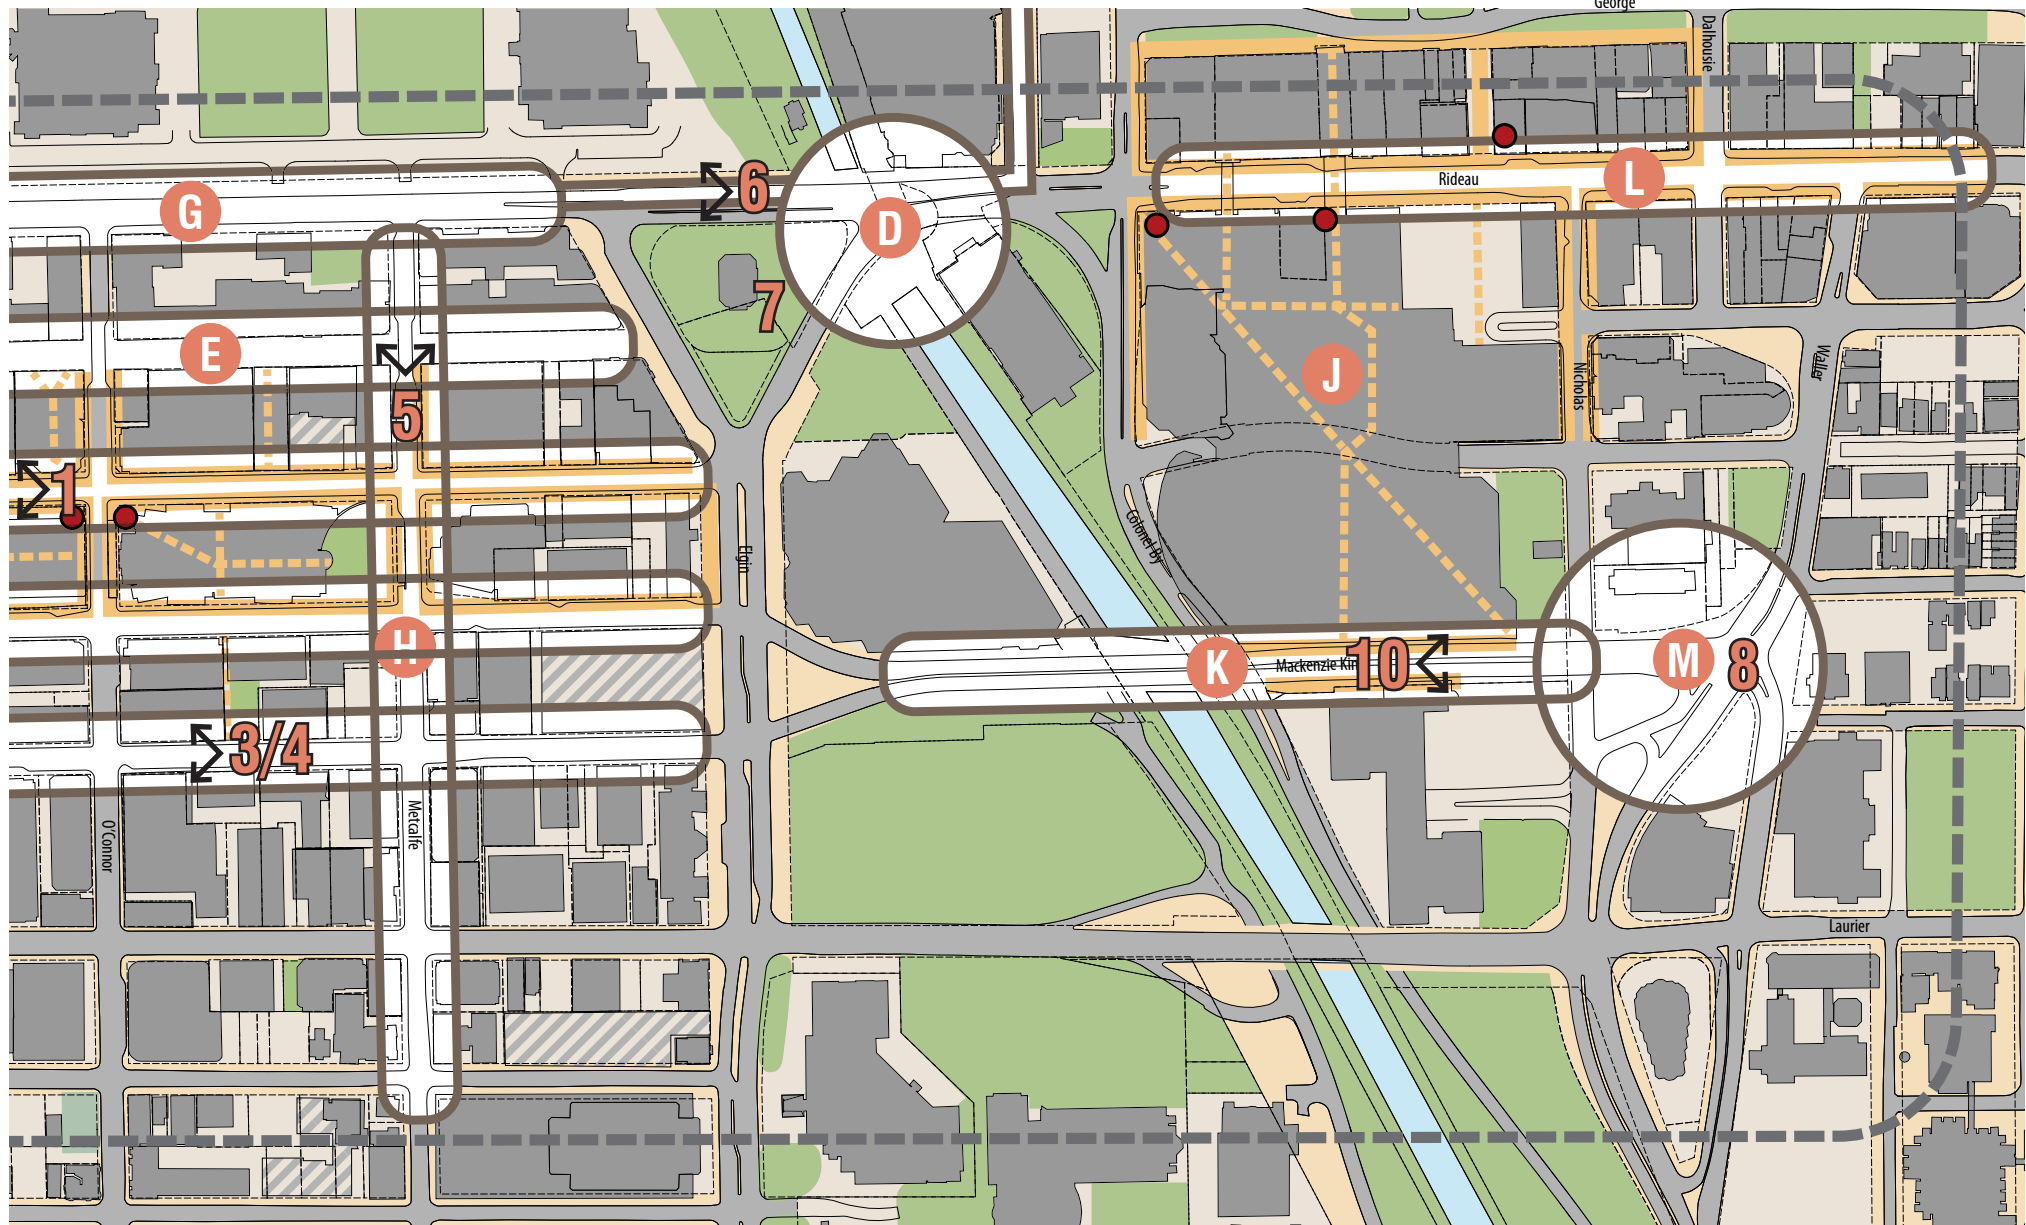 George
Dalhousie
6
G
L
Rideau
D
7
E
J
Waller
Nicholas
5
1
Colonel By
Elgin
H
K
Mackenzie Kin
10
M
8
3/4
O'Connor
Metcalfe
Laurier